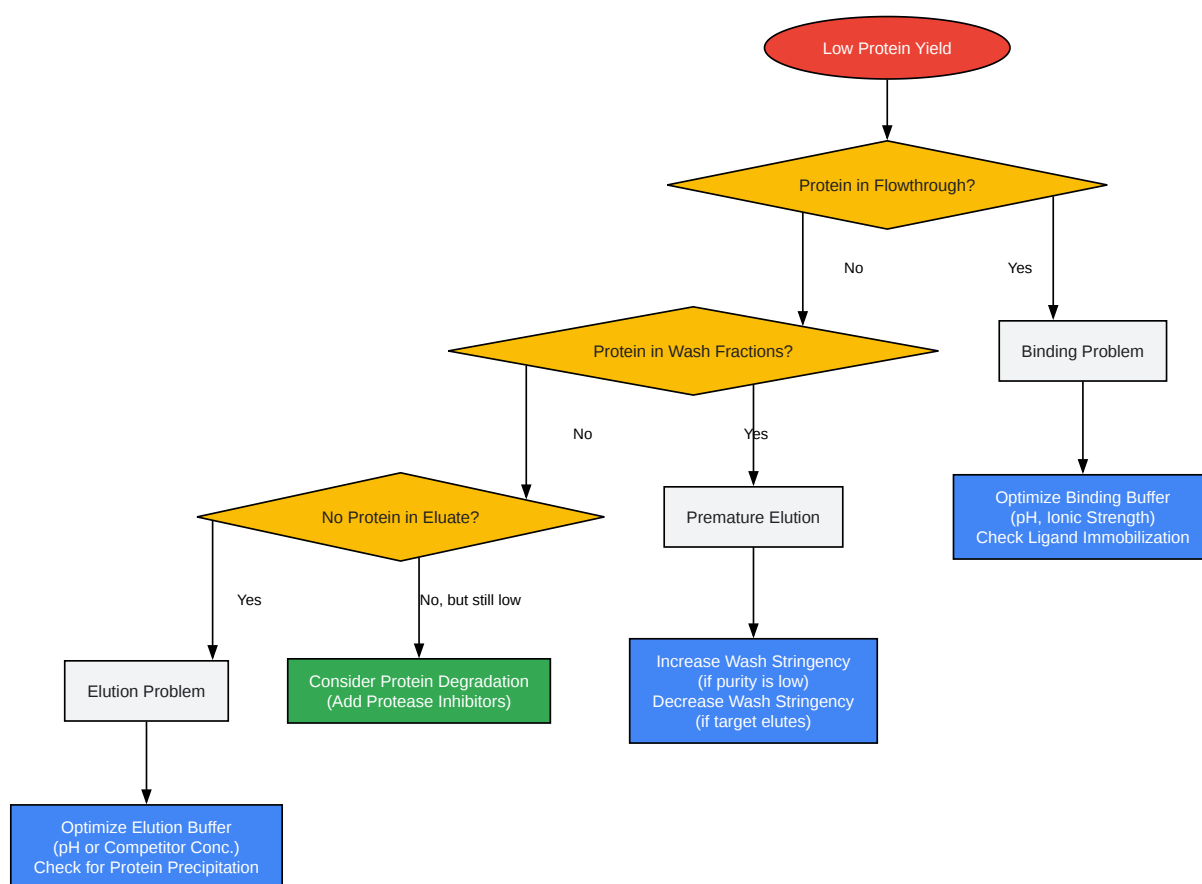 Low Protein Yield
Protein in Flowthrough?
No
Yes
Protein in Wash Fractions?
Binding Problem
No
Yes
No Protein in Eluate?
Premature Elution
Optimize Binding Buffer
(pH, Ionic Strength)
Check Ligand Immobilization
Yes
No, but still low
Elution Problem
Consider Protein Degradation
(Add Protease Inhibitors)
Increase Wash Stringency
(if purity is low)
Decrease Wash Stringency
(if target elutes)
Optimize Elution Buffer
(pH or Competitor Conc.)
Check for Protein Precipitation